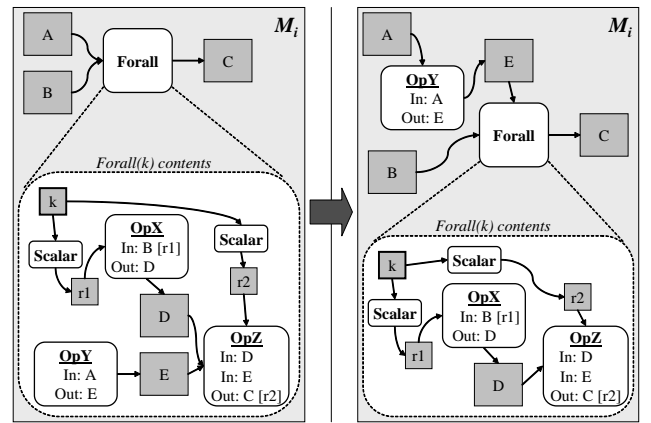 M_i
A
Forall
C
B
Forall(k) contents
k
OpX
In: B [r1]
Out: D
Scalar
Scalar
r1
r2
D
OpZ
In: D
In: E
Out: C [r2]
OpY
In: A
Out: E
E
M_i
A
E
OpY
In: A
Out: E
Forall
C
B
Forall(k) contents
k
Scalar
OpX
In: B [r1]
Out: D
r2
Scalar
r1
OpZ
In: D
In: E
Out: C [r2]
D